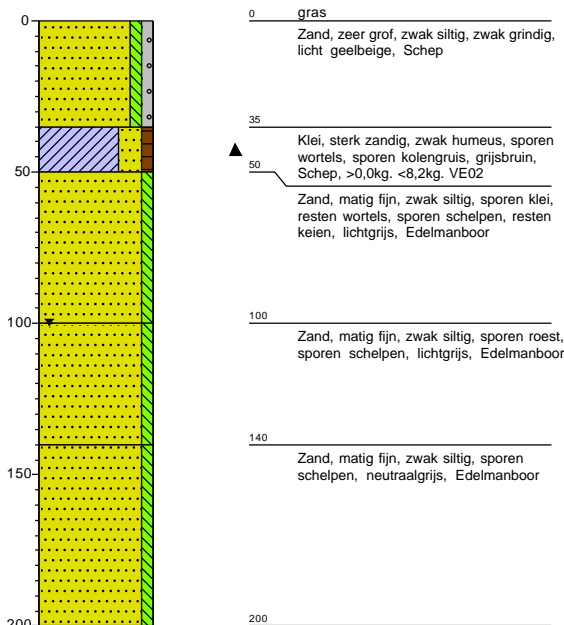 0
0
gras
Zand, zeer grof, zwak siltig, zwak grindig,
licht geelbeige, Schep
35
Klei, sterk zandig, zwak humeus, sporen
wortels, sporen kolengruis, grijsbruin,
Schep, >0,0kg. <8,2kg. VE02
50
50
Zand, matig fijn, zwak siltig, sporen klei,
resten wortels, sporen schelpen, resten
keien, lichtgrijs, Edelmanboor
100
100
Zand, matig fijn, zwak siltig, sporen roest,
sporen schelpen, lichtgrijs, Edelmanboor
140
Zand, matig fijn, zwak siltig, sporen
schelpen, neutraalgrijs, Edelmanboor
150
200
200